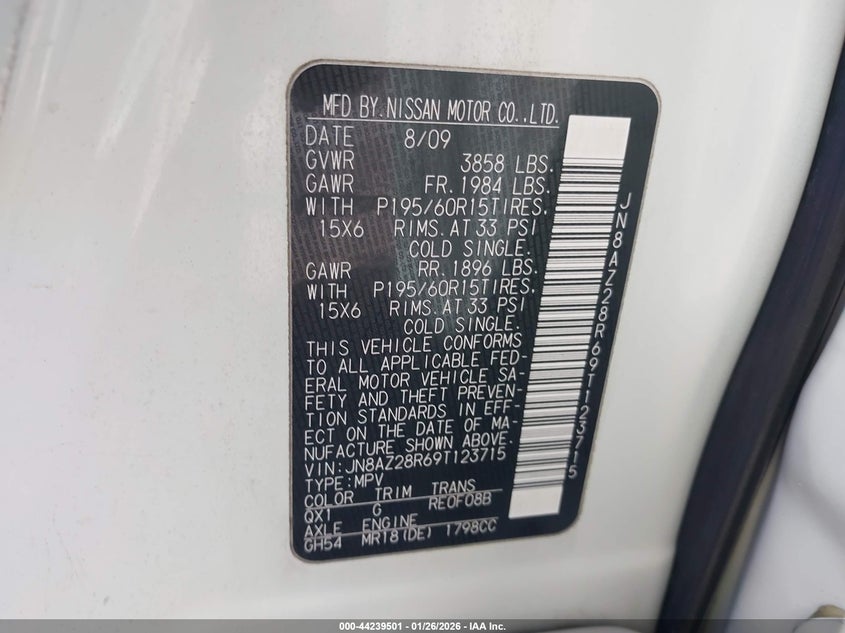 MFD BY. NISSAN MOTOR CO., LTD.
DATE 8/09
GVWR 3858 LBS.
GAWR FR. 1984 LBS.
WITH P195/60R15TIRES.
15X6 RIMS. AT 33 PSI
COLD SINGLE.
GAWR RR. 1896 LBS.
WITH P195/60R15TIRES.
15X6 RIMS. AT 33 PSI
COLD SINGLE.
THIS VEHICLE CONFORMS
TO ALL APPLICABLE FED-
ERAL MOTOR VEHICLE SA-
FETY AND THEFT PREVEN-
TION STANDARDS IN EFF-
ECT ON THE DATE OF MA-
NUFACTURE SHOWN ABOVE.
VIN:JN8AZ28R69T123715
TYPE:MPV
COLOR TRIM TRANS
QX1 G RE0F08B
AXLE ENGINE
GH54 MR18(DE) 1798CC
JN8AZ28R69T123715
000-44239501 - 01/26/2026 - IAA Inc.